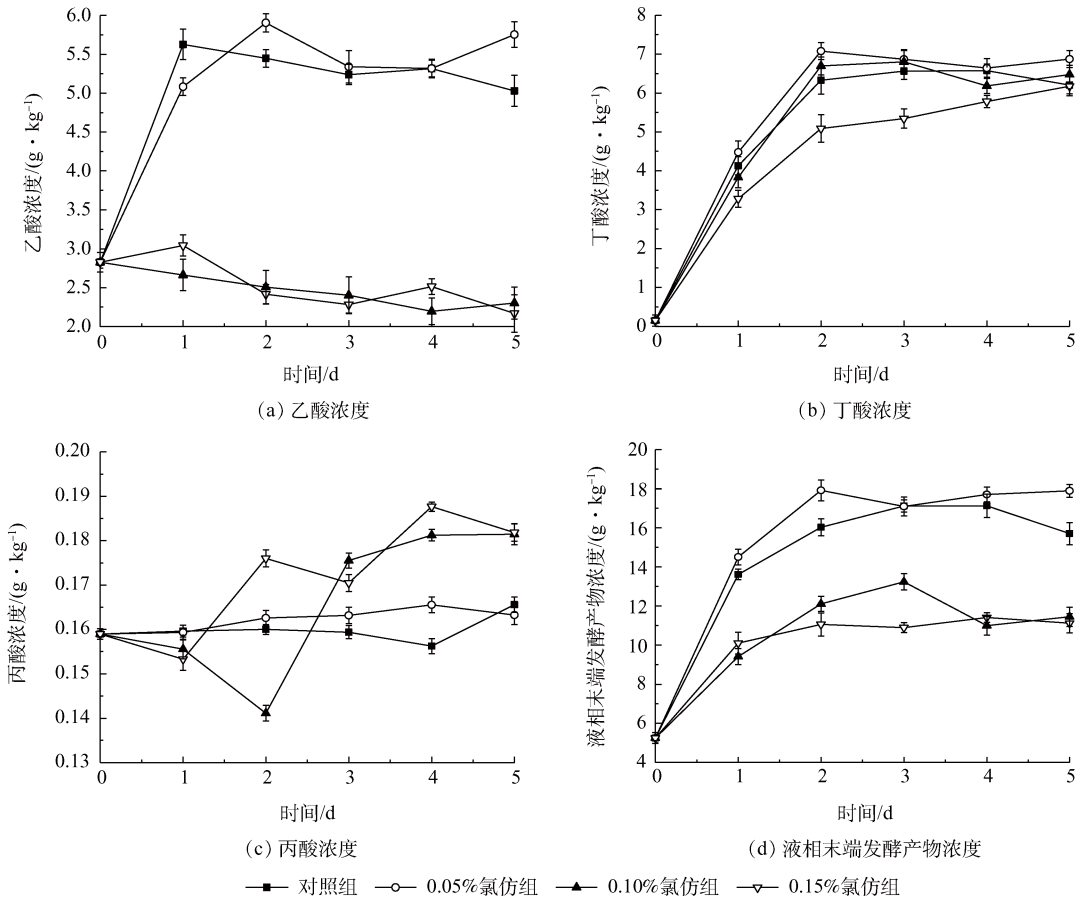 6.0
5.5
5.0
4.5
4.0
3.5
3.0
2.5
2.0
乙酸浓度/(g·kg⁻¹)
0 1 2 3 4 5
时间/d
(a) 乙酸浓度
8
7
6
5
4
3
2
1
0
丁酸浓度/(g·kg⁻¹)
0 1 2 3 4 5
时间/d
(b) 丁酸浓度
0.20
0.19
0.18
0.17
0.16
0.15
0.14
0.13
丙酸浓度/(g·kg⁻¹)
0 1 2 3 4 5
时间/d
(c) 丙酸浓度
20
18
16
14
12
10
8
6
4
液相末端发酵产物浓度/(g·kg⁻¹)
0 1 2 3 4 5
时间/d
(d) 液相末端发酵产物浓度
对照组 0.05%氯仿组 0.10%氯仿组 0.15%氯仿组